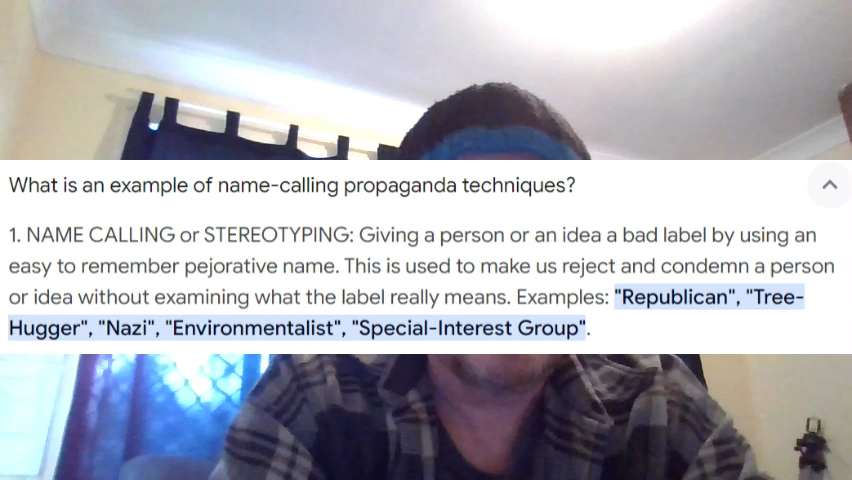 What is an example of name-calling propaganda techniques?
1. NAME CALLING or STEREOTYPING: Giving a person or an idea a bad label by using an
easy to remember pejorative name. This is used to make us reject and condemn a person
or idea without examining what the label really means. Examples: "Republican", "Tree-
Hugger", "Nazi", "Environmentalist", "Special-Interest Group".